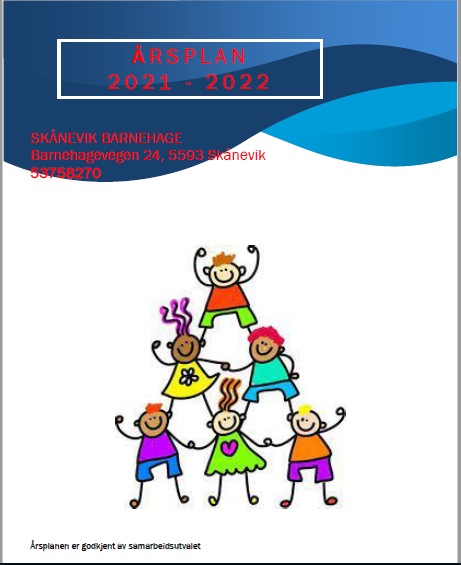 ÅRSPLAN
2021 - 2022
SKÅNEVIK BARNEHAGE
Barnehagevegen 24, 5593 Skånevik
53758270
Årsplanen er godkjent av samarbeidsutvalet